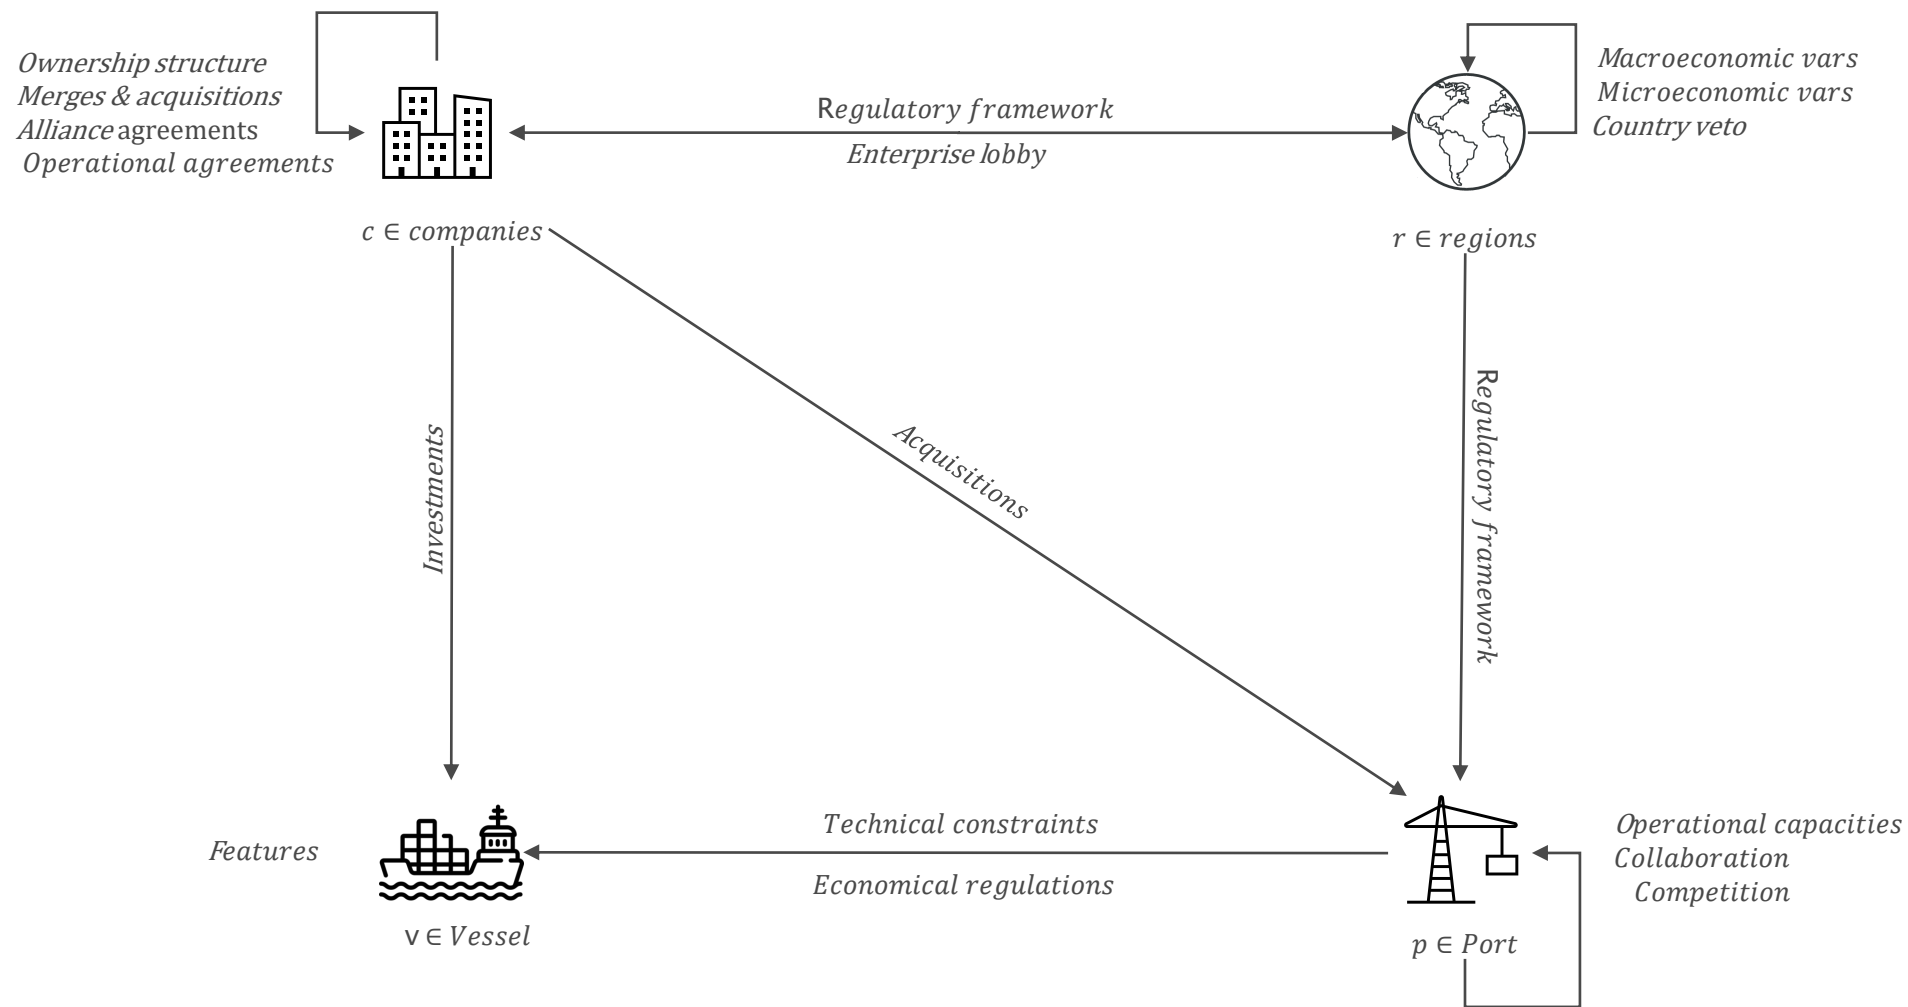 Ownership structure
Merges & acquisitions
Alliance agreements
Operational agreements
Regulatory framework
Enterprise lobby
Macroeconomic vars
Microeconomic vars
Country veto
c ∈ companies
r ∈ regions
Investments
Acquisitions
Regulatory framework
Features
Technical constraints
Economical regulations
Operational capacities
Collaboration
Competition
v ∈ Vessel
p ∈ Port